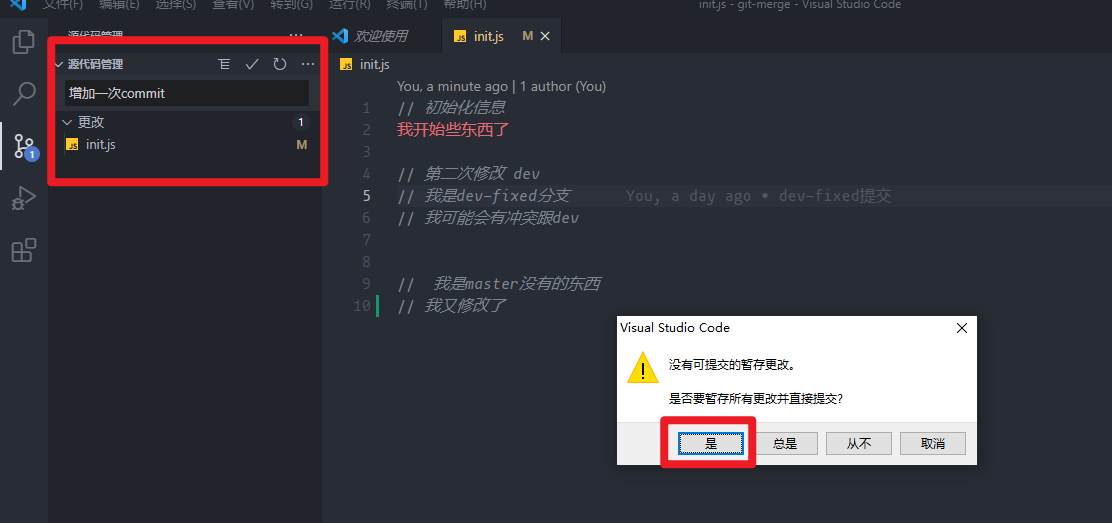 文件(F) 编辑(E) 选择(S) 查看(V) 转到(G) 运行(R) 终端(T) 帮助(H) init.js - git-merge - Visual Studio Code
源代码管理 ···
欢迎使用 JS init.js M
源代码管理 ···
JS init.js
增加一次commit
You, a minute ago | 1 author (You)
更改 1
JS init.js M
1
1 // 初始化信息
2 我开始些东西了
3
4 // 第二次修改 dev
5 // 我是dev-fixed分支 You, a day ago • dev-fixed提交
6 // 我可能会有冲突跟dev
7
8
9 // 我是master没有的东西
10 // 我又修改了
Visual Studio Code
没有可提交的暂存更改。
是否要暂存所有更改并直接提交?
是 总是 从不 取消